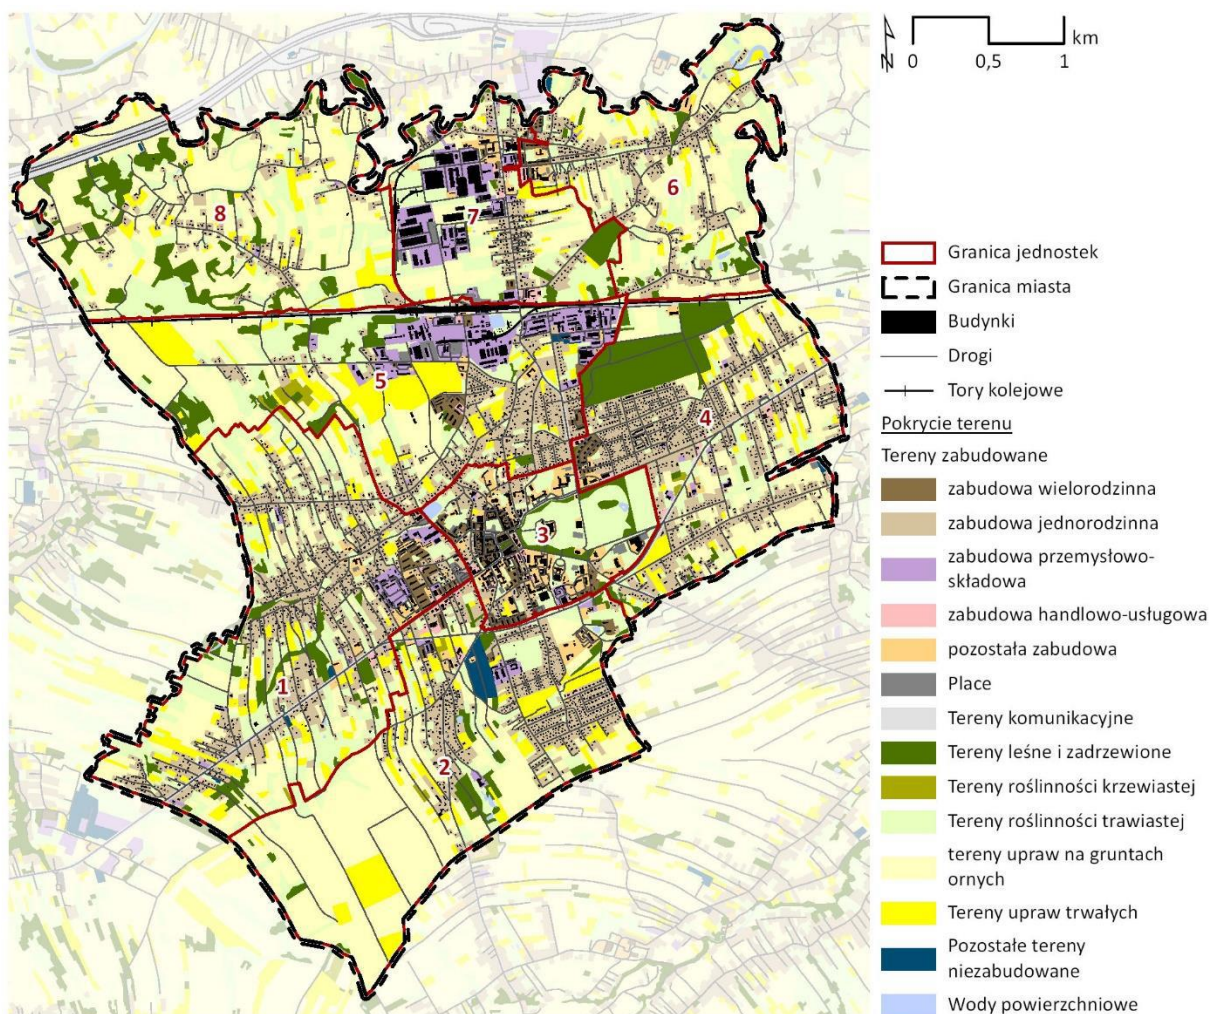 N
0
0,5
1
km
6
8
7
5
4
3
1
2
Granica jednostek
Granica miasta
Budynki
Drogi
Tory kolejowe
Pokrycie terenu
Tereny zabudowane
zabudowa wielorodzinna
zabudowa jednorodzinna
zabudowa przemysłowo-
składowa
zabudowa handlowo-usługowa
pozostała zabudowa
Place
Tereny komunikacyjne
Tereny leśne i zadrzewione
Tereny roślinności krzewiastej
Tereny roślinności trawiastej
tereny upraw na gruntach
ornych
Tereny upraw trwałych
Pozostałe tereny
niezabudowane
Wody powierzchniowe